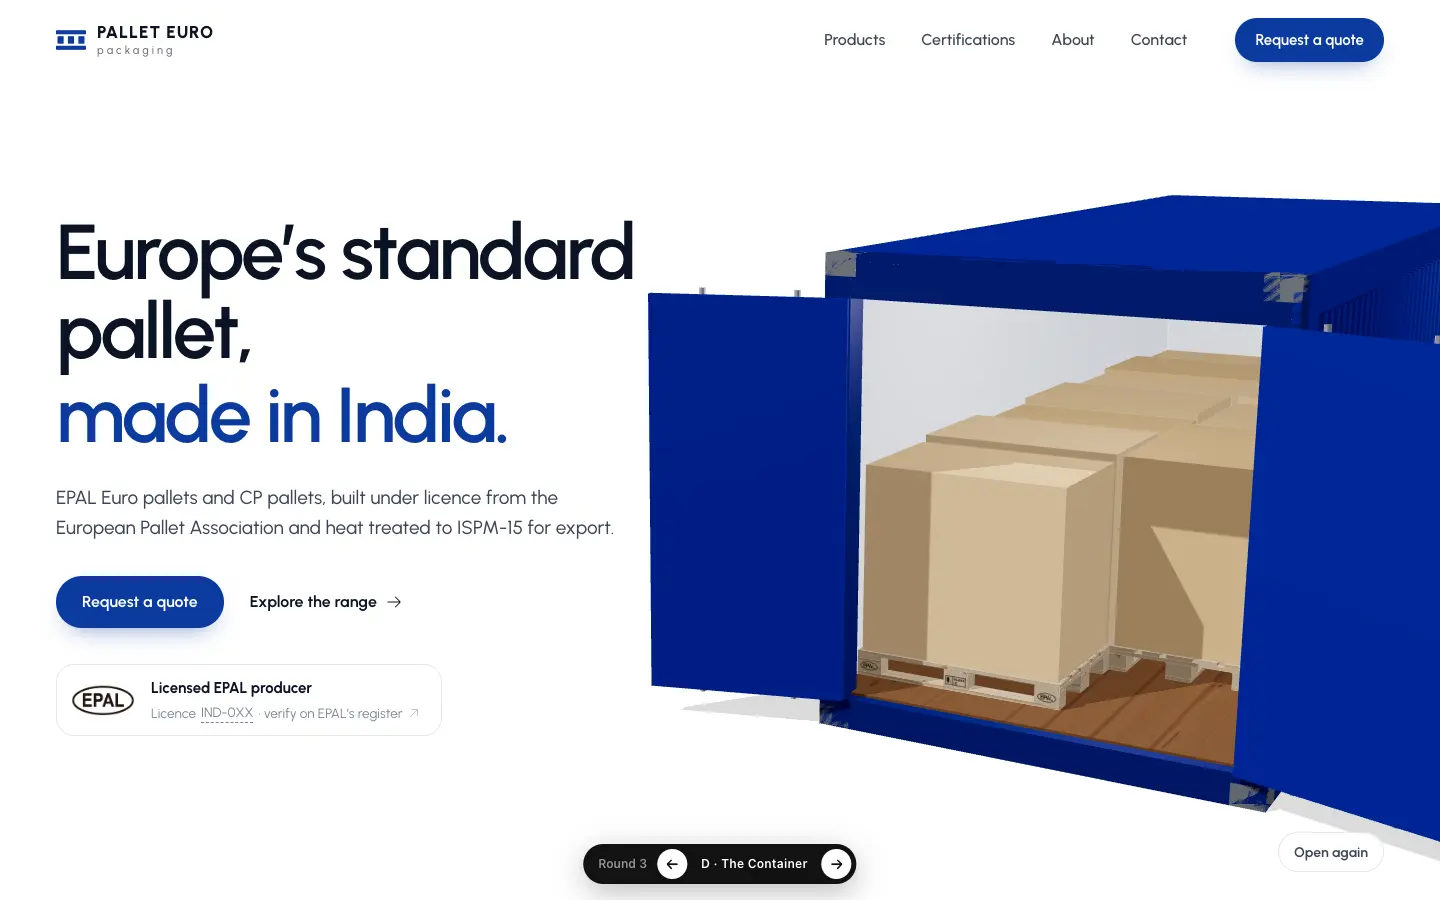 PALLET EURO
packaging
Products
Certifications
About
Contact
Request a quote
Europe’s standard
pallet,
made in India.
EPAL Euro pallets and CP pallets, built under licence from the
European Pallet Association and heat treated to ISPM-15 for export.
Request a quote
Explore the range →
EPAL
Licensed EPAL producer
Licence IND-0XX · verify on EPAL’s register ↗
EPAL
EPAL
Round 3
←
D · The Container
→
Open again